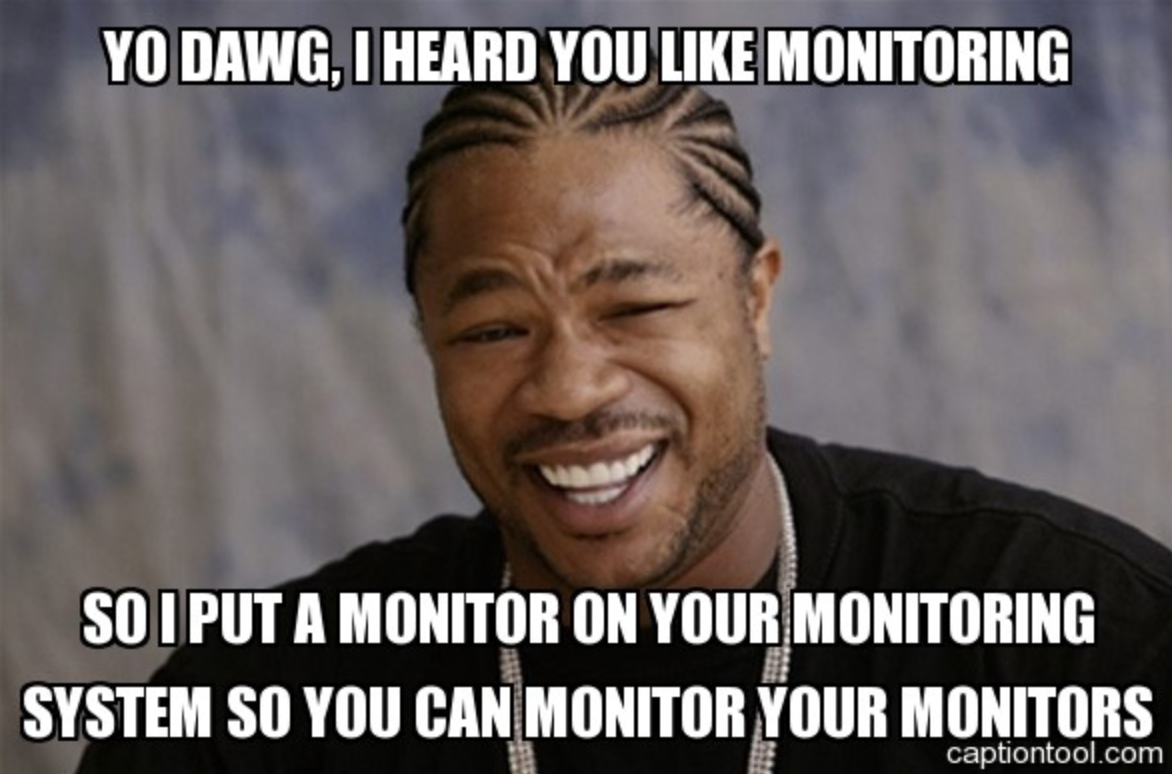 YO DAWG, I HEARD YOU LIKE MONITORING
SO I PUT A MONITOR ON YOUR MONITORING
SYSTEM SO YOU CAN MONITOR YOUR MONITORS
captiontool.com